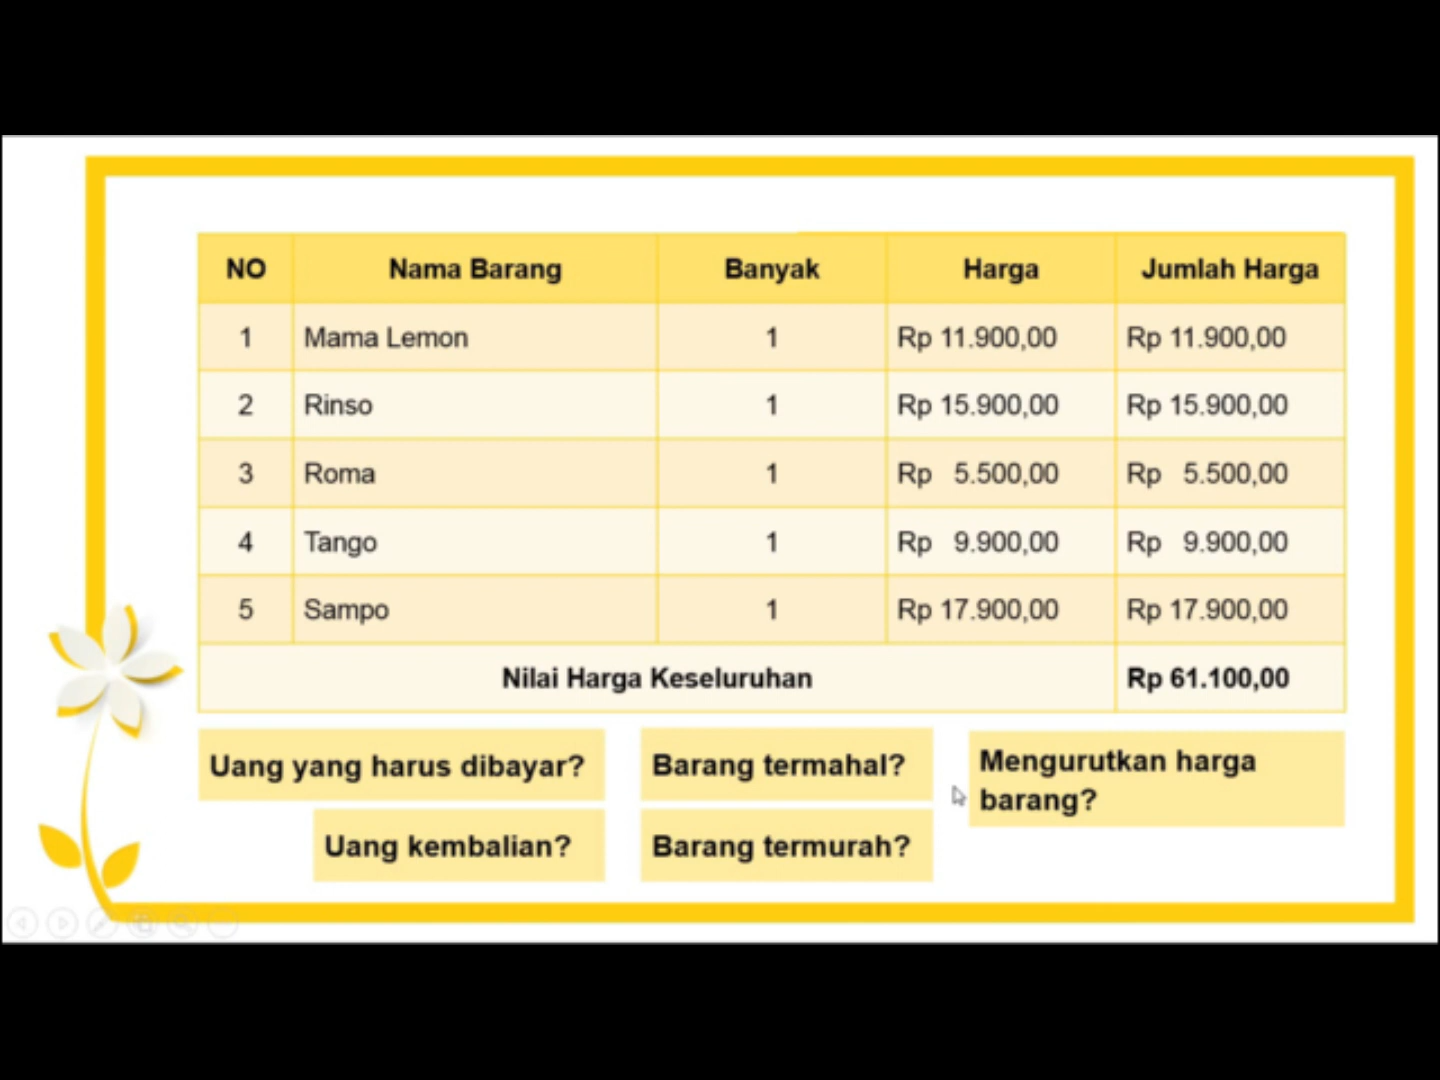 NO Nama Barang Banyak Harga Jumlah Harga
1 Mama Lemon 1 Rp 11.900,00 Rp 11.900,00
2 Rinso 1 Rp 15.900,00 Rp 15.900,00
3 Roma 1 Rp 5.500,00 Rp 5.500,00
4 Tango 1 Rp 9.900,00 Rp 9.900,00
5 Sampo 1 Rp 17.900,00 Rp 17.900,00
Nilai Harga Keseluruhan Rp 61.100,00
Uang yang harus dibayar?
Barang termahal?
Mengurutkan harga
barang?
Uang kembalian?
Barang termurah?